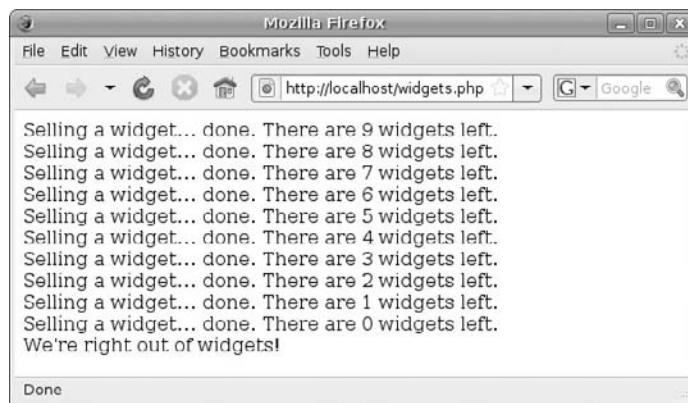 Mozilla Firefox
File Edit View History Bookmarks Tools Help
http://localhost/widgets.php G Google
Selling a widget... done. There are 9 widgets left.
Selling a widget... done. There are 8 widgets left.
Selling a widget... done. There are 7 widgets left.
Selling a widget... done. There are 6 widgets left.
Selling a widget... done. There are 5 widgets left.
Selling a widget... done. There are 4 widgets left.
Selling a widget... done. There are 3 widgets left.
Selling a widget... done. There are 2 widgets left.
Selling a widget... done. There are 1 widgets left.
Selling a widget... done. There are 0 widgets left.
We're right out of widgets!
Done